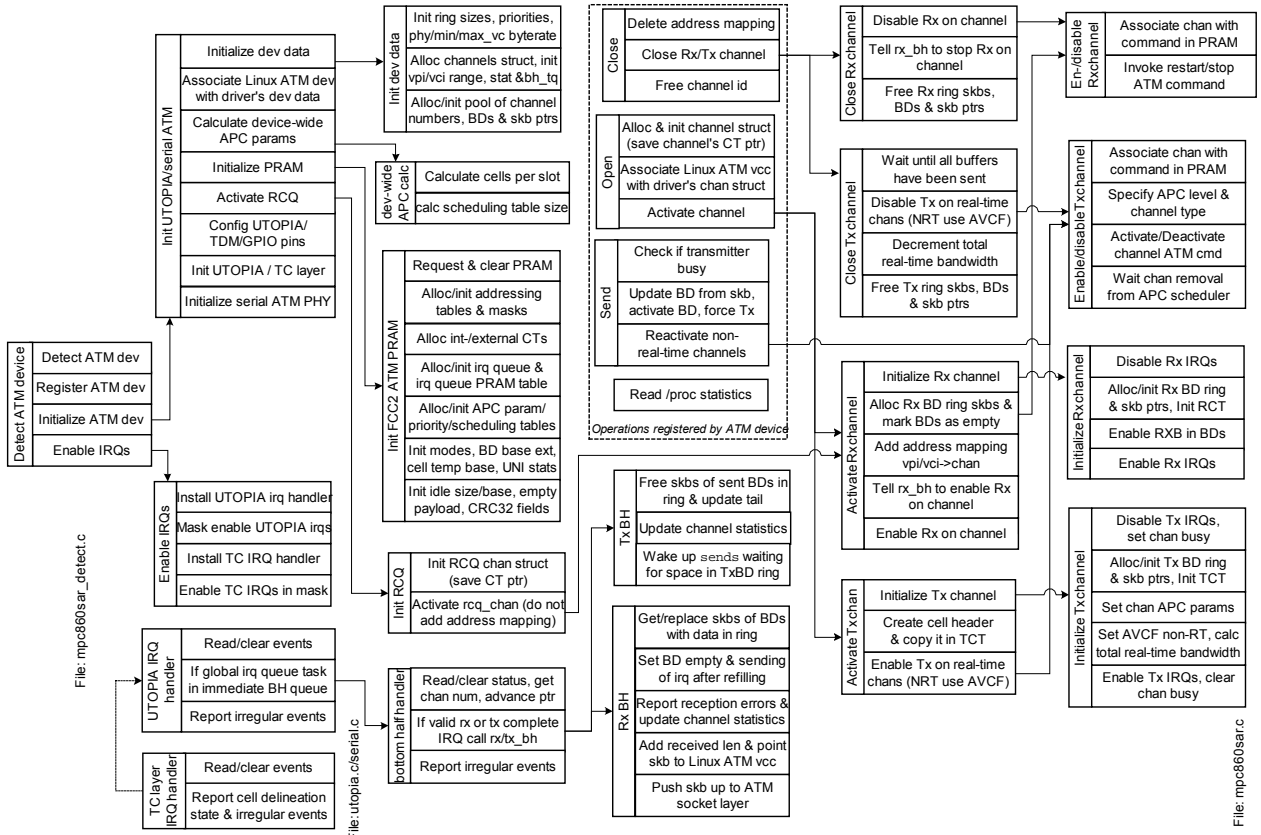 Detect ATM device
Detect ATM dev
Register ATM dev
Initialize ATM dev
Enable IRQs
Init UTOPIA/serial ATM
Initialize dev data
Associate Linux ATM dev
with driver's dev data
Calculate device-wide
APC params
Initialize PRAM
Activate RCQ
Config UTOPIA/
TDM/GPIO pins
Init UTOPIA / TC layer
Initialize serial ATM PHY
Enable IRQs
Install UTOPIA irq handler
Mask enable UTOPIA irqs
Install TC IRQ handler
Enable TC IRQs in mask
File: mpc860sar_detect.c
UTOPIA IRQ
handler
Read/clear events
If global irq queue task
in immediate BH queue
Report irregular events
TC layer
IRQ handler
Read/clear events
Report cell delineation
state & irregular events
File: utopia.c/serial.c
Init dev data
Init ring sizes, priorities,
phy/min/max_vc byterate
Alloc channels struct, init
vpi/vci range, stat &bh_tq
Alloc/init pool of channel
numbers, BDs & skb ptrs
dev-wide
APC calc
Calculate cells per slot
calc scheduling table size
Init FCC2 ATM PRAM
Request & clear PRAM
Alloc/init addressing
tables & masks
Alloc int-/external CTs
Alloc/init irq queue &
irq queue PRAM table
Alloc/init APC param/
priority/scheduling tables
Init modes, BD base ext,
cell temp base, UNI stats
Init idle size/base, empty
payload, CRC32 fields
Init RCQ
Init RCQ chan struct
(save CT ptr)
Activate rcq_chan (do not
add address mapping)
bottom half handler
Read/clear status, get
chan num, advance ptr
If valid rx or tx complete
IRQ call rx/tx_bh
Report irregular events
Close
Delete address mapping
Close Rx/Tx channel
Free channel id
Open
Alloc & init channel struct
(save channel's CT ptr)
Associate Linux ATM vcc
with driver's chan struct
Activate channel
Send
Check if transmitter
busy
Update BD from skb,
activate BD, force Tx
Reactivate
non-real-time channels
Read /proc statistics
Operations registered by ATM device
Tx BH
Free skbs of sent BDs in
ring & update tail
Update channel statistics
Wake up sends waiting
for space in TxBD ring
Rx BH
Get/replace skbs of BDs
with data in ring
Set BD empty & sending
of irq after refilling
Report reception errors &
update channel statistics
Add received len & point
skb to Linux ATM vcc
Push skb up to ATM
socket layer
Close Rx channel
Disable Rx on channel
Tell rx_bh to stop Rx on
channel
Free Rx ring skbs,
BDs & skb ptrs
Close Tx channel
Wait until all buffers
have been sent
Disable Tx on real-time
chans (NRT use AVCF)
Decrement total
real-time bandwidth
Free Tx ring skbs, BDs
& skb ptrs
Activate Rx channel
Initialize Rx channel
Alloc Rx BD ring skbs &
mark BDs as empty
Add address mapping
vpi/vci->chan
Tell rx_bh to enable Rx
on channel
Enable Rx on channel
Activate Tx chan
Initialize Tx channel
Create cell header
& copy it in TCT
Enable Tx on real-time
chans (NRT use AVCF)
En-/disable
Rx channel
Associate chan with
command in PRAM
Invoke restart/stop
ATM command
Enable/disable Tx channel
Associate chan with
command in PRAM
Specify APC level &
channel type
Activate/Deactivate
channel ATM cmd
Wait chan removal
from APC scheduler
Initialize Rx channel
Disable Rx IRQs
Alloc/init Rx BD ring
& skb ptrs, Init RCT
Enable RXB in BDs
Enable Rx IRQs
Initialize Tx channel
Disable Tx IRQs,
set chan busy
Alloc/init Tx BD ring
& skb ptrs, Init TCT
Set chan APC params
Set AVCF non-RT, calc
total real-time bandwidth
Enable Tx IRQs, clear
chan busy
File: mpc860sar.c